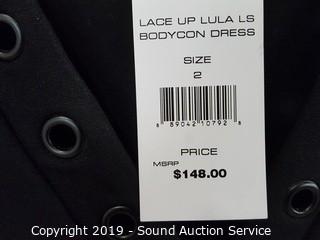 LACE UP LULA LS
BODYCON DRESS
SIZE
2
8 89042 10792 8
PRICE
MSRP
$148.00
Copyright 2019 - Sound Auction Service